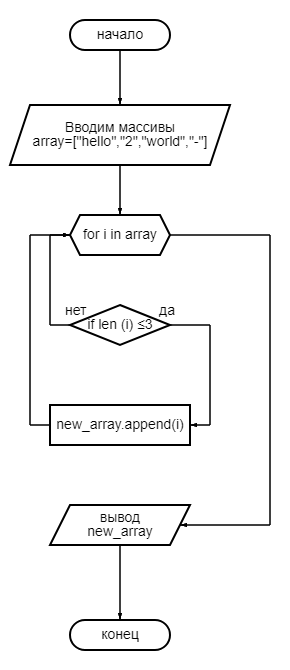 начало
Вводим массивы
array=["hello","2","world","-"]
for i in array
нет
да
if len (i) ≤3
new_array.append(i)
вывод
new_array
конец